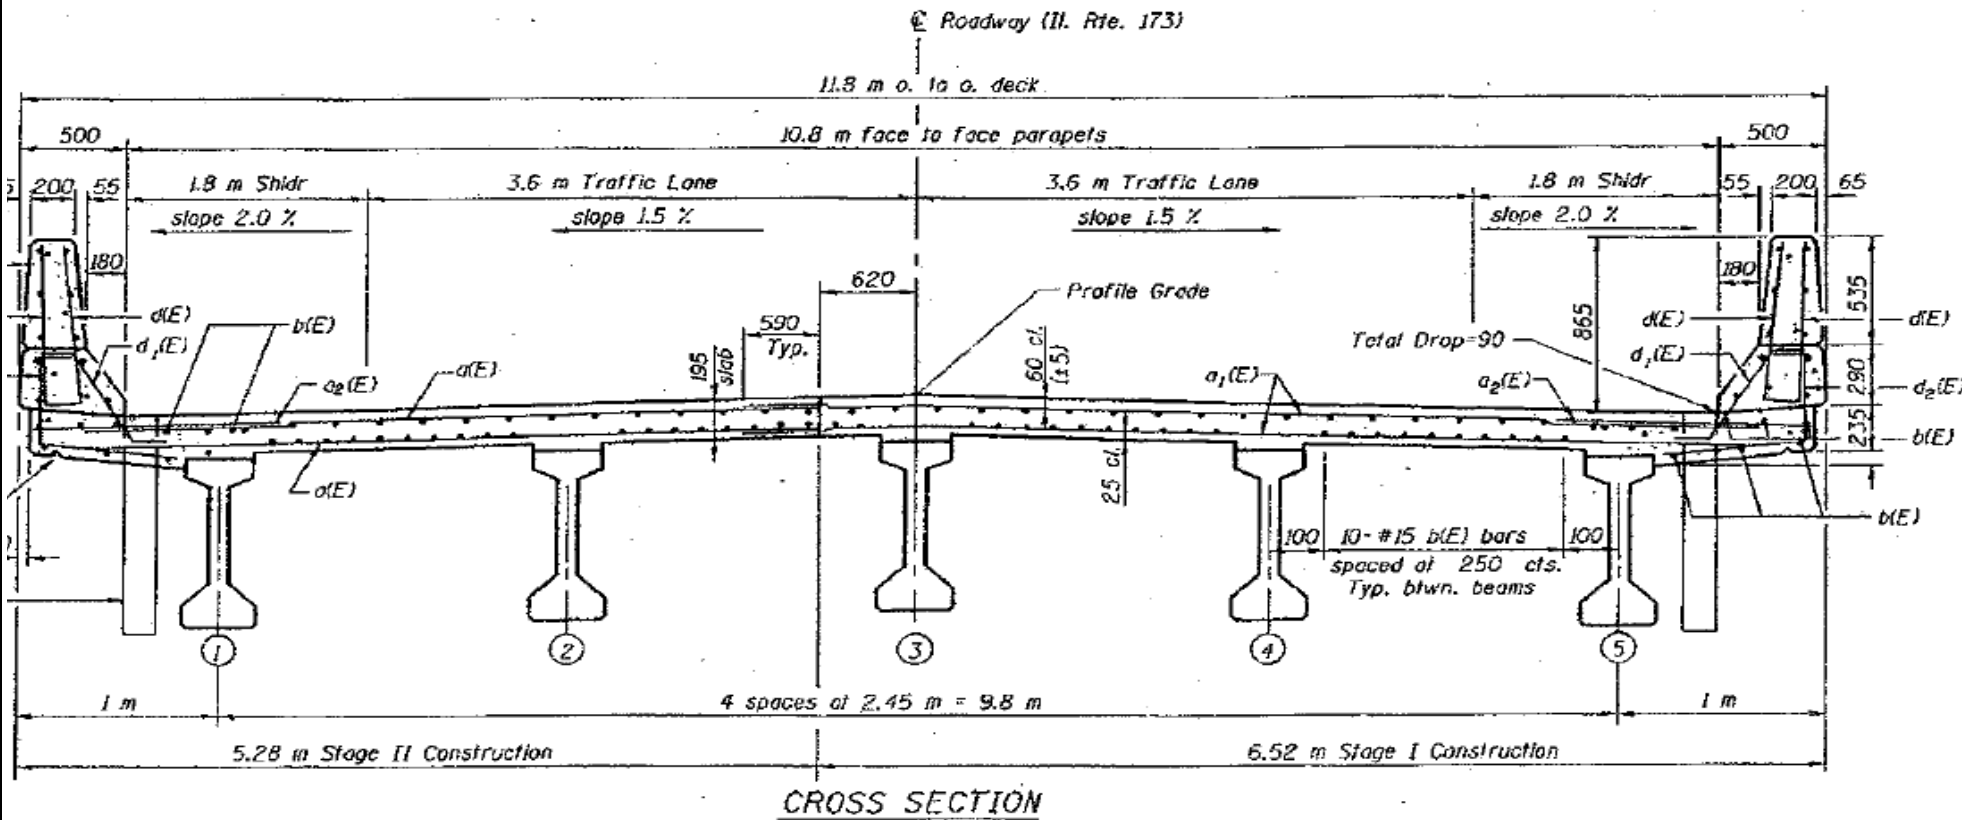 ℄ Roadway (Il. Rte. 173)
11.8 m o. to o. deck
500
10.8 m face to face parapets
500
200
55
1.8 m Shldr
3.6 m Traffic Lane
3.6 m Traffic Lane
1.8 m Shldr
55
200
65
slope 2.0 %
slope 1.5 %
slope 1.5 %
slope 2.0 %
180
620
Profile Grade
180
535
865
d(E)
b(E)
590
Typ.
195
slab
60 cl.
(±5)
Total Drop=90
d(E)
d(E)
d₁(E)
a₂(E)
a(E)
a₁(E)
a₂(E)
d₁(E)
290
d₂(E)
235
b(E)
a(E)
25 cl.
b(E)
100
10-#15 b(E) bars
100
spaced at 250 cts.
Typ. btwn. beams
1
2
3
4
5
1 m
4 spaces at 2.45 m = 9.8 m
1 m
5.28 m Stage II Construction
6.52 m Stage I Construction
CROSS SECTION